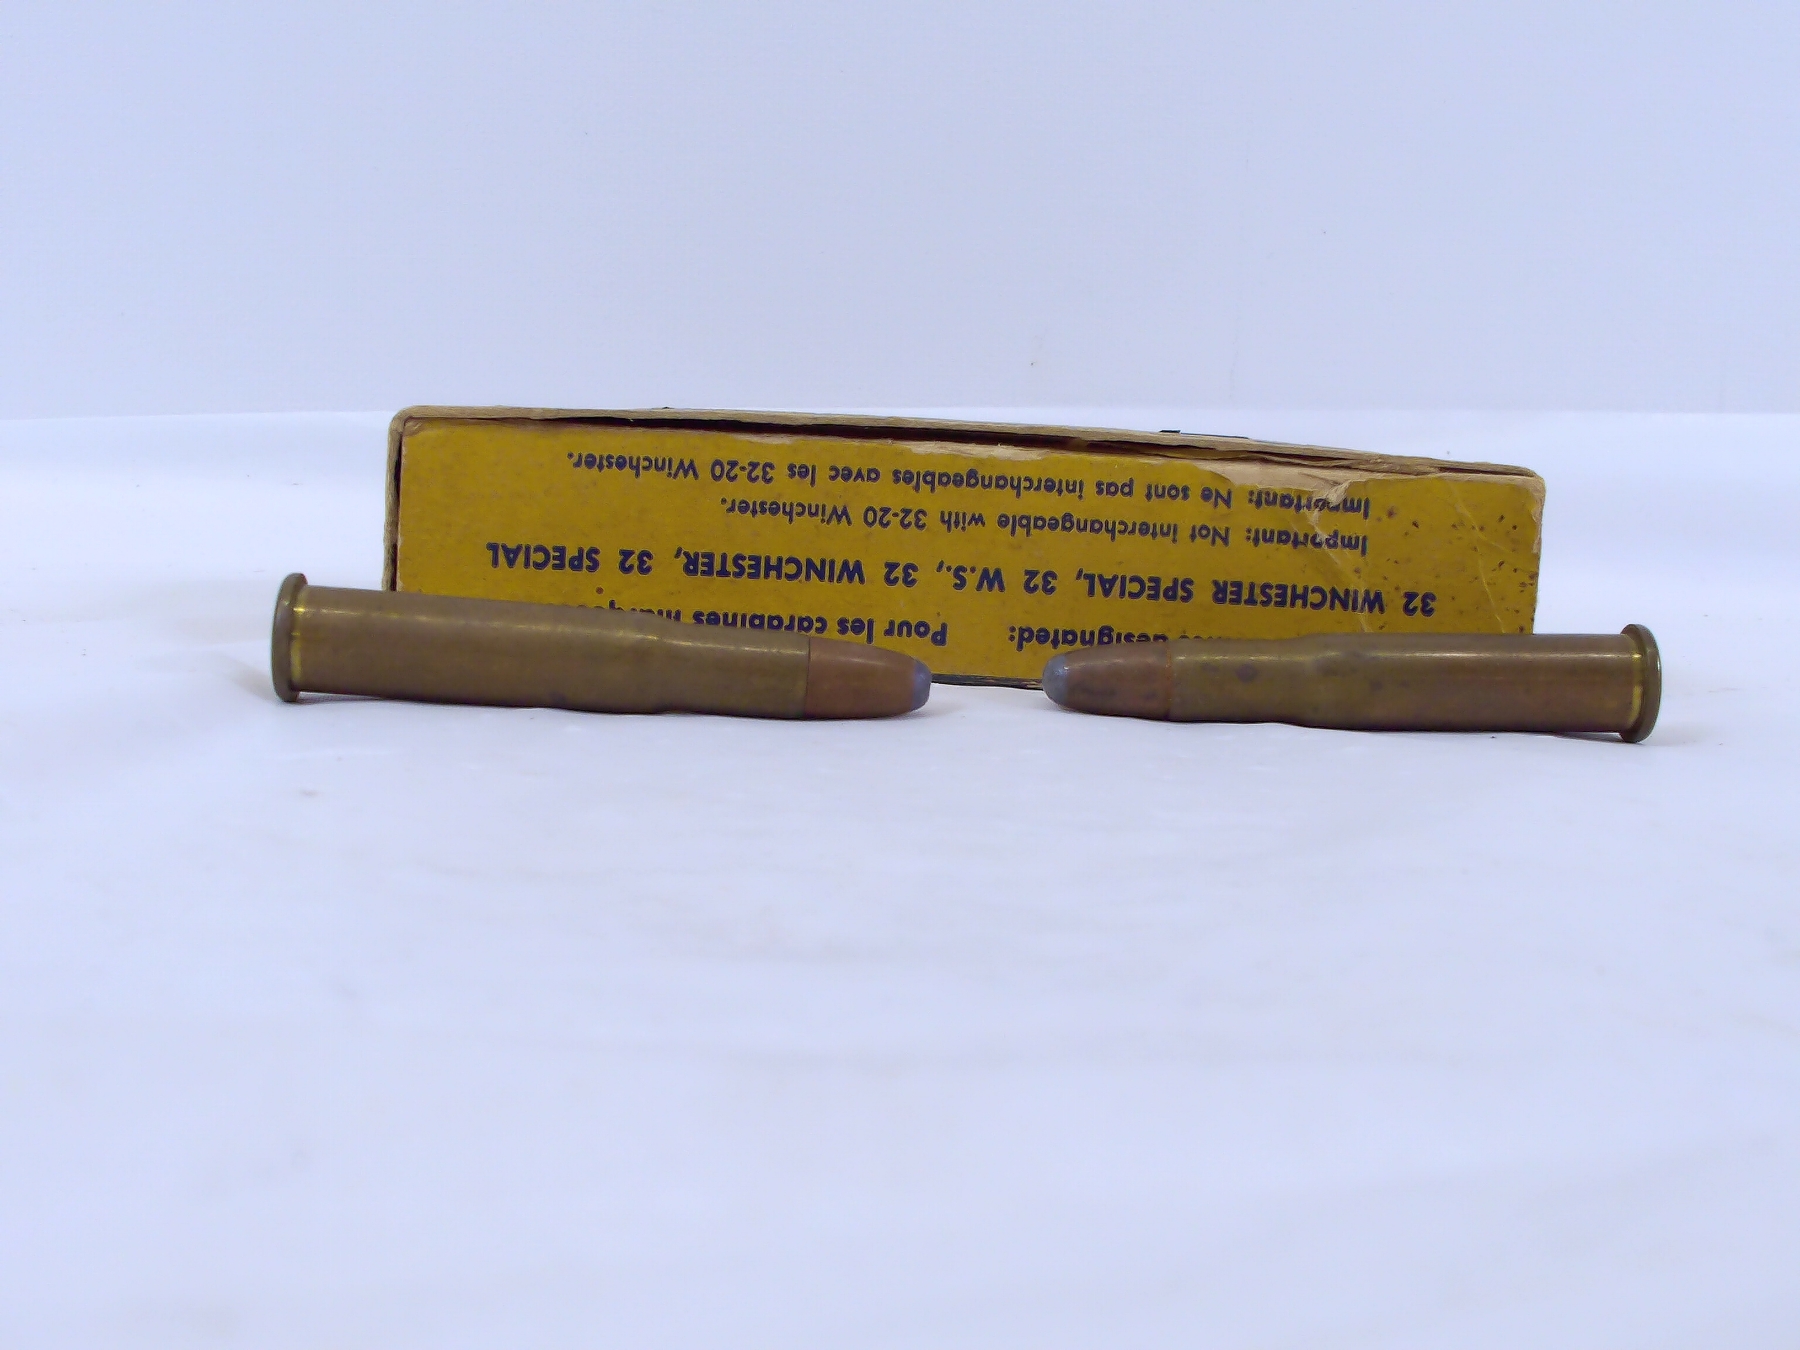 designated: Pour les carabines
32 WINCHESTER SPECIAL, 32 W.S., 32 WINCHESTER, 32 SPECIAL
Important: Not interchangeable with 32-20 Winchester.
Important: Ne sont pas interchangeables avec les 32-20 Winchester.